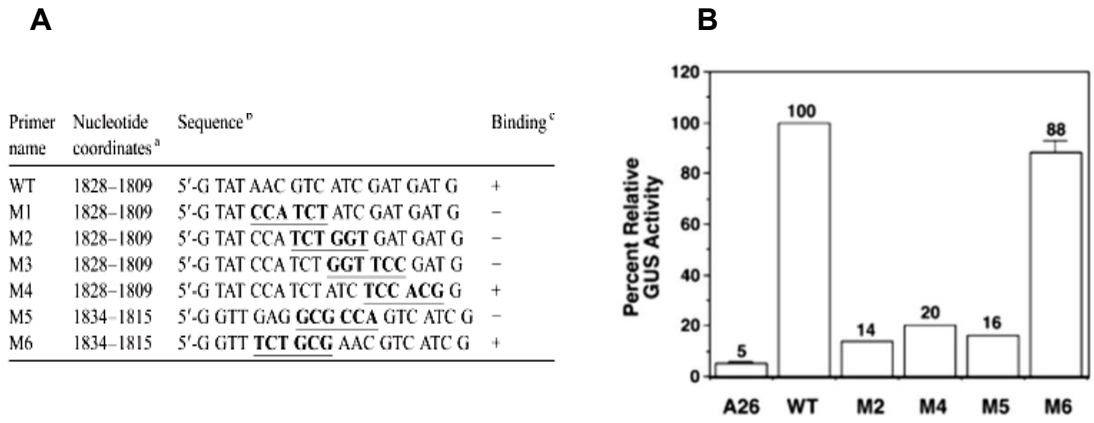 A
Primer Nucleotide Sequence b Binding c
name coordinates a
WT 1828–1809 5′-G TAT AAC GTC ATC GAT GAT G +
M1 1828–1809 5′-G TAT CCA TCT ATC GAT GAT G −
M2 1828–1809 5′-G TAT CCA TCT GGT GAT GAT G −
M3 1828–1809 5′-G TAT CCA TCT GGT TCC GAT G −
M4 1828–1809 5′-G TAT CCA TCT ATC TCC ACG G +
M5 1834–1815 5′-G GTT GAG GCG CCA GTC ATC G −
M6 1834–1815 5′-G GTT TCT GCG AAC GTC ATC G +
B
Percent Relative
GUS Activity
120
100
80
60
40
20
0
5
100
14
20
16
88
A26 WT M2 M4 M5 M6